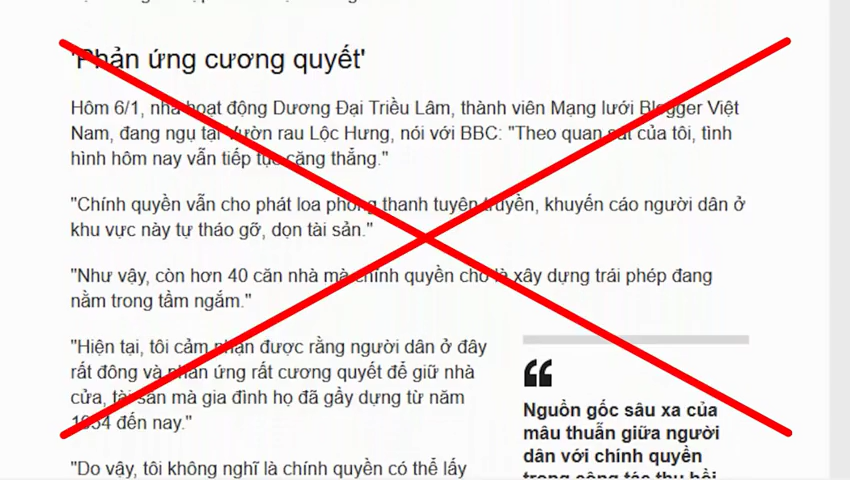 'Phản ứng cương quyết'
Hôm 6/1, nhà hoạt động Dương Đại Triều Lâm, thành viên Mạng lưới Blogger Việt
Nam, đang ngụ tại Vườn rau Lộc Hưng, nói với BBC: "Theo quan sát của tôi, tình
hình hôm nay vẫn tiếp tục căng thẳng."
"Chính quyền vẫn cho phát loa phóng thanh tuyên truyền, khuyến cáo người dân ở
khu vực này tự tháo gỡ, dọn tài sản."
"Như vậy, còn hơn 40 căn nhà mà chính quyền cho là xây dựng trái phép đang
nằm trong tầm ngắm."
"Hiện tại, tôi cảm nhận được rằng người dân ở đây
rất đông và phản ứng rất cương quyết để giữ nhà
cửa, tài sản mà gia đình họ đã gầy dựng từ năm
1954 đến nay."
"Do vậy, tôi không nghĩ là chính quyền có thể lấy
Nguồn gốc sâu xa của
mâu thuẫn giữa người
dân với chính quyền
trong công tác thu hồi